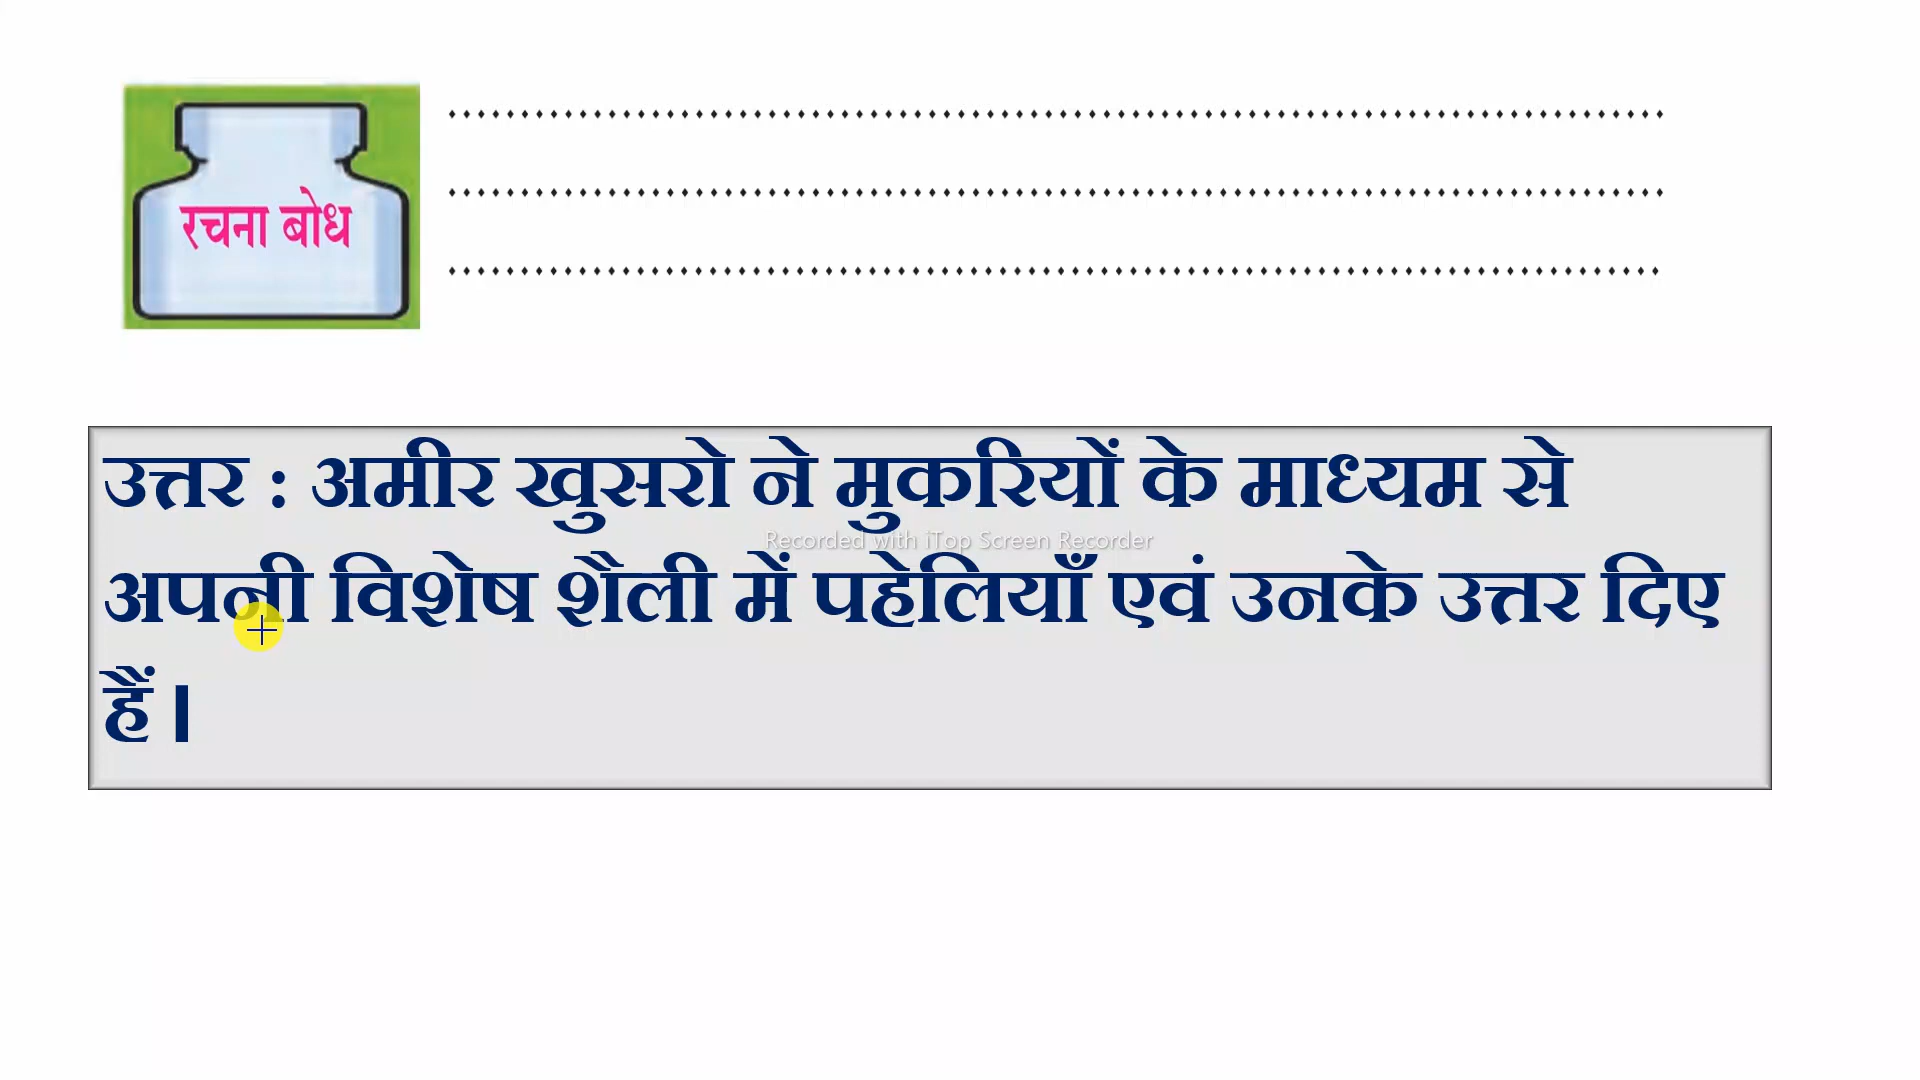 रचना बोध
उत्तर : अमीर खुसरो ने मुकरियों के माध्यम से
Recorded with iTop Screen Recorder
अपनी विशेष शैली में पहेलियाँ एवं उनके उत्तर दिए
हैं ।